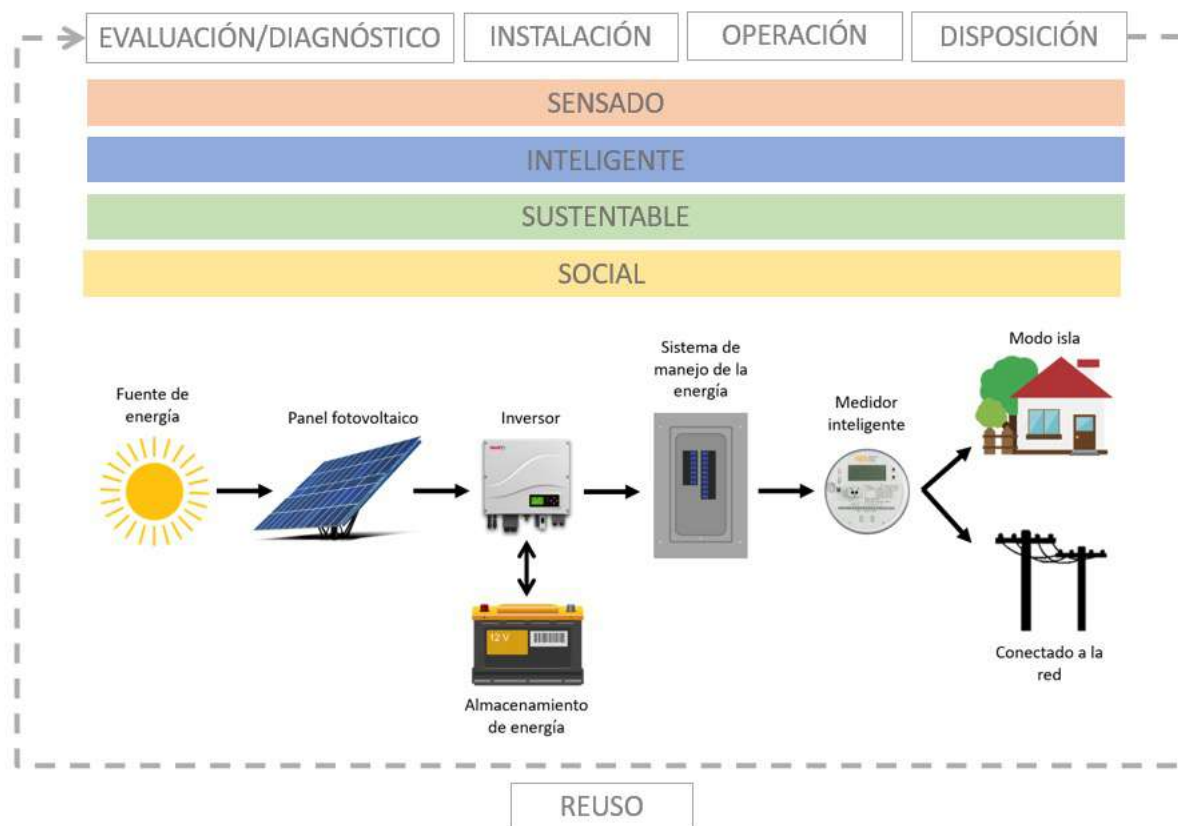 EVALUACIÓN/DIAGNÓSTICO
INSTALACIÓN
OPERACIÓN
DISPOSICIÓN
SENSADO
INTELIGENTE
SUSTENTABLE
SOCIAL
Fuente de
energía
Panel fotovoltaico
Inversor
Sistema de
manejo de la
energía
Medidor
inteligente
Modo isla
12 V
Almacenamiento
de energía
Conectado a la
red
REUSO